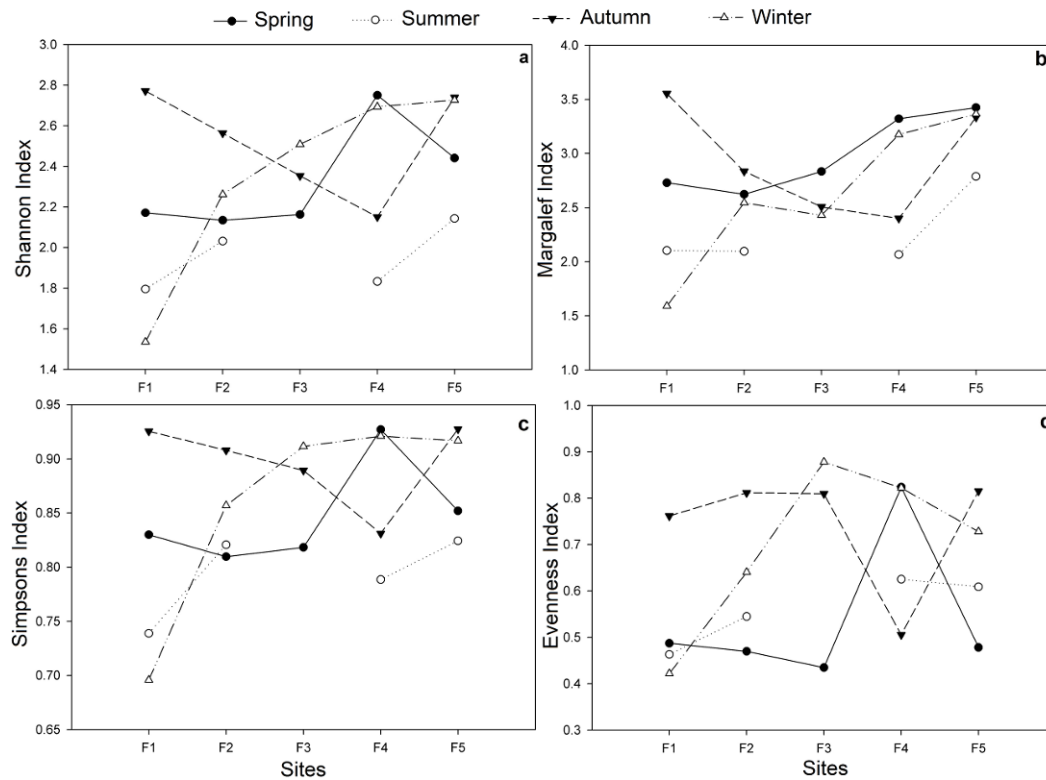 Spring Summer Autumn Winter
a
3.0
2.8
2.6
2.4
2.2
2.0
1.8
1.6
1.4
Shannon Index
F1 F2 F3 F4 F5
b
4.0
3.5
3.0
2.5
2.0
1.5
1.0
Margalef Index
F1 F2 F3 F4 F5
c
0.95
0.90
0.85
0.80
0.75
0.70
0.65
Simpsons Index
F1 F2 F3 F4 F5
Sites
1.0
0.9
0.8
0.7
0.6
0.5
0.4
0.3
Evenness Index
F1 F2 F3 F4 F5
Sites